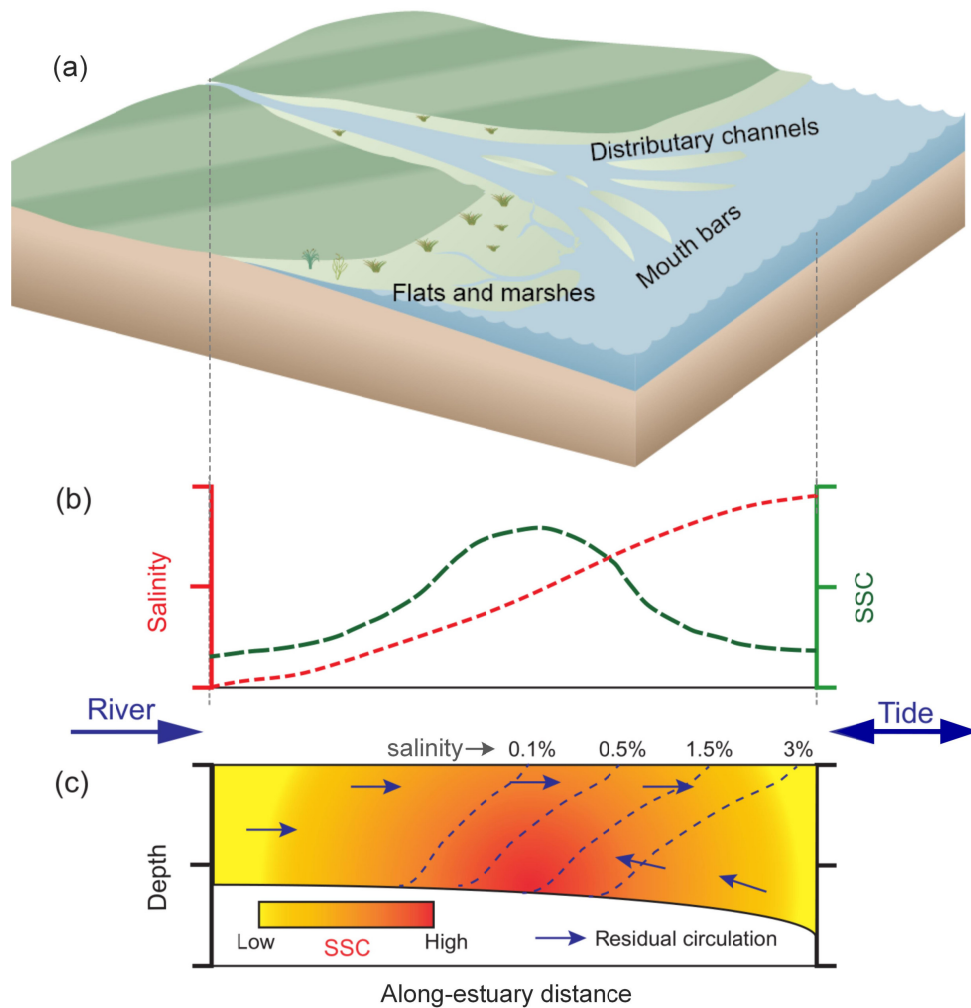 (a)
Distributary channels
Mouth bars
Flats and marshes
(b)
Salinity
SSC
River
Tide
salinity → 0.1% 0.5% 1.5% 3%
(c)
Depth
Low SSC High
Residual circulation
Along-estuary distance